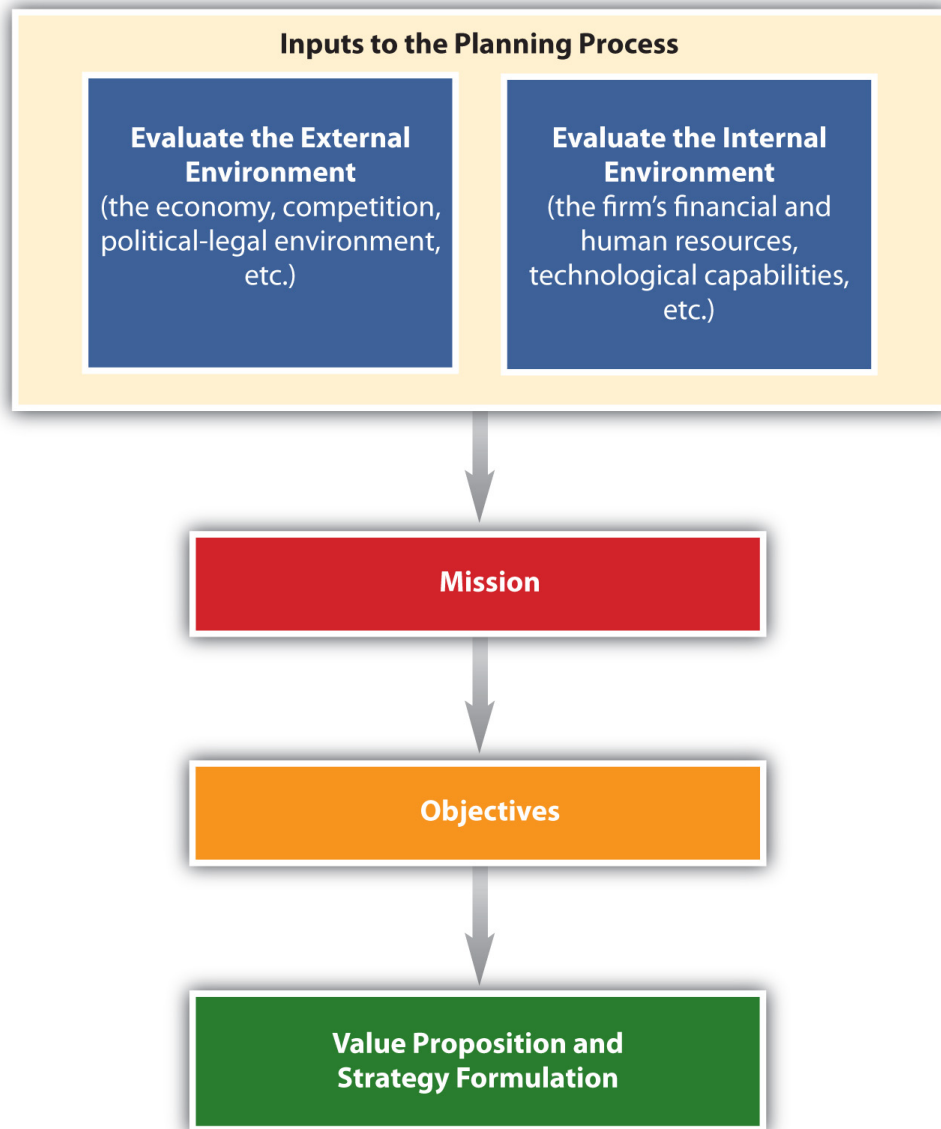 Inputs to the Planning Process
Evaluate the External
Environment
(the economy, competition,
political-legal environment,
etc.)
Evaluate the Internal
Environment
(the firm’s financial and
human resources,
technological capabilities,
etc.)
Mission
Objectives
Value Proposition and
Strategy Formulation